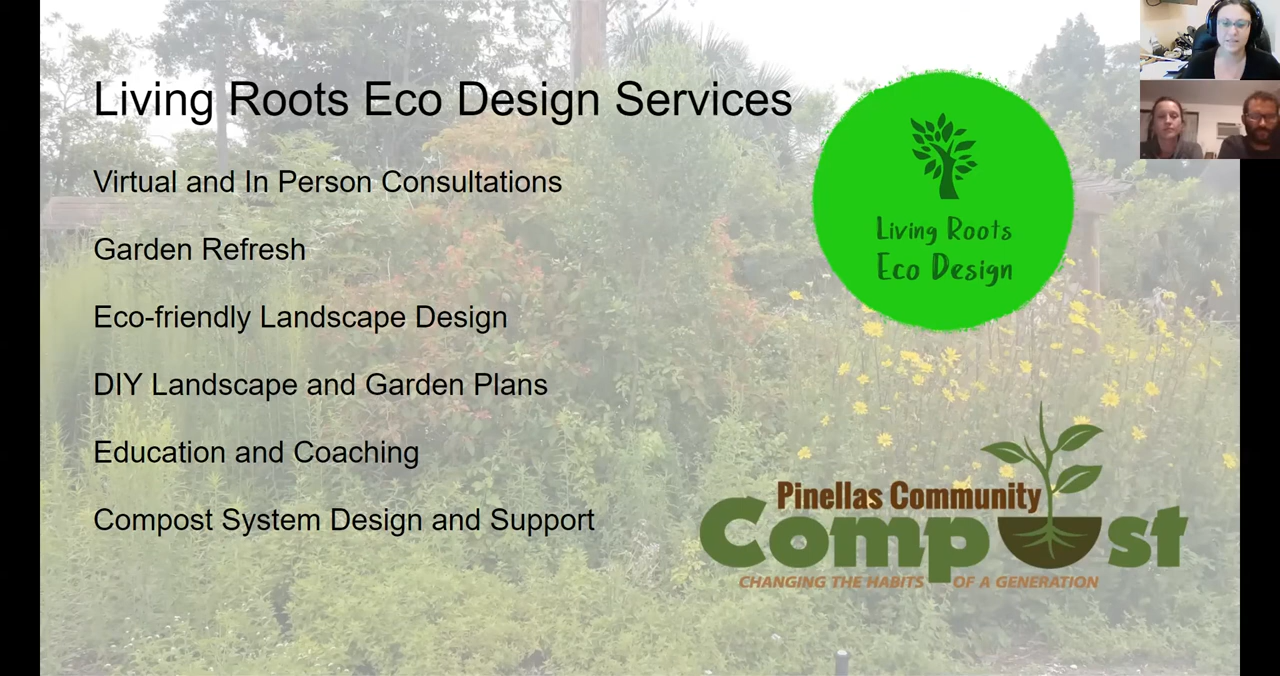 Living Roots Eco Design Services
Virtual and In Person Consultations
Garden Refresh
Eco-friendly Landscape Design
DIY Landscape and Garden Plans
Education and Coaching
Compost System Design and Support
Living Roots
Eco Design
Pinellas Community
Compost
CHANGING THE HABITS OF A GENERATION